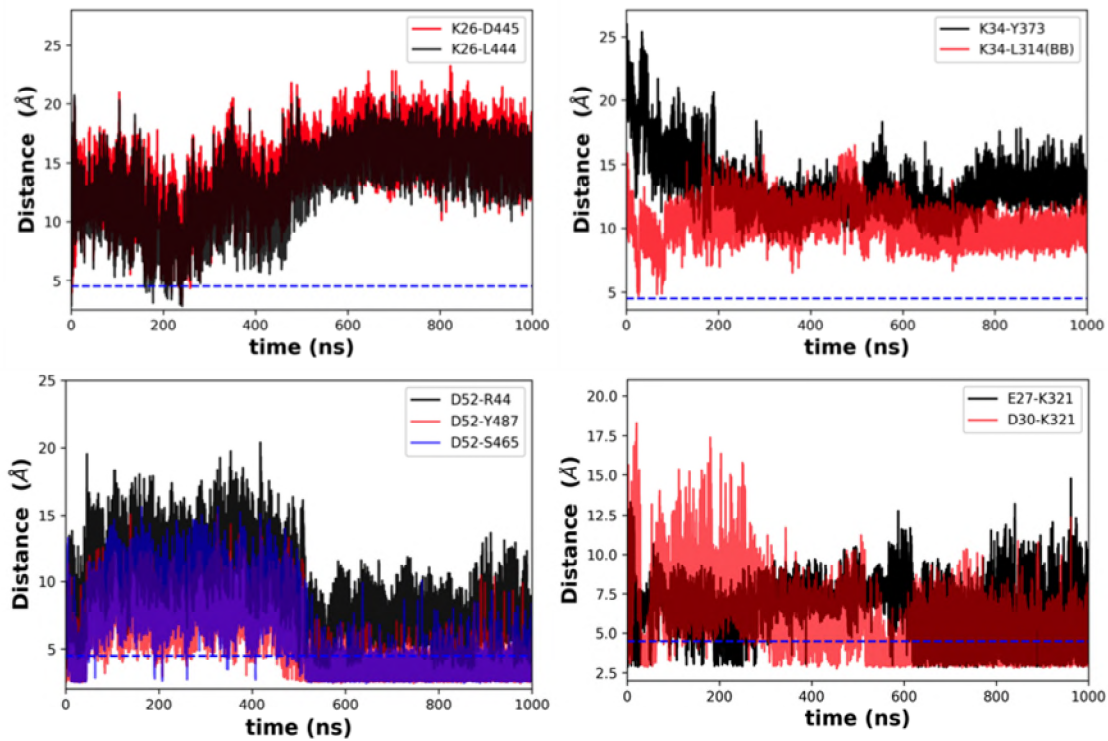 25
20
15
10
5
Distance (Å)
K26-D445
K26-L444
0 200 400 600 800 1000
time (ns)
25
20
15
10
5
Distance (Å)
K34-Y373
K34-L314(BB)
0 200 400 600 800 1000
time (ns)
25
20
15
10
5
Distance (Å)
D52-R44
D52-Y487
D52-S465
0 200 400 600 800 1000
time (ns)
20.0
17.5
15.0
12.5
10.0
7.5
5.0
2.5
Distance (Å)
E27-K321
D30-K321
0 200 400 600 800 1000
time (ns)